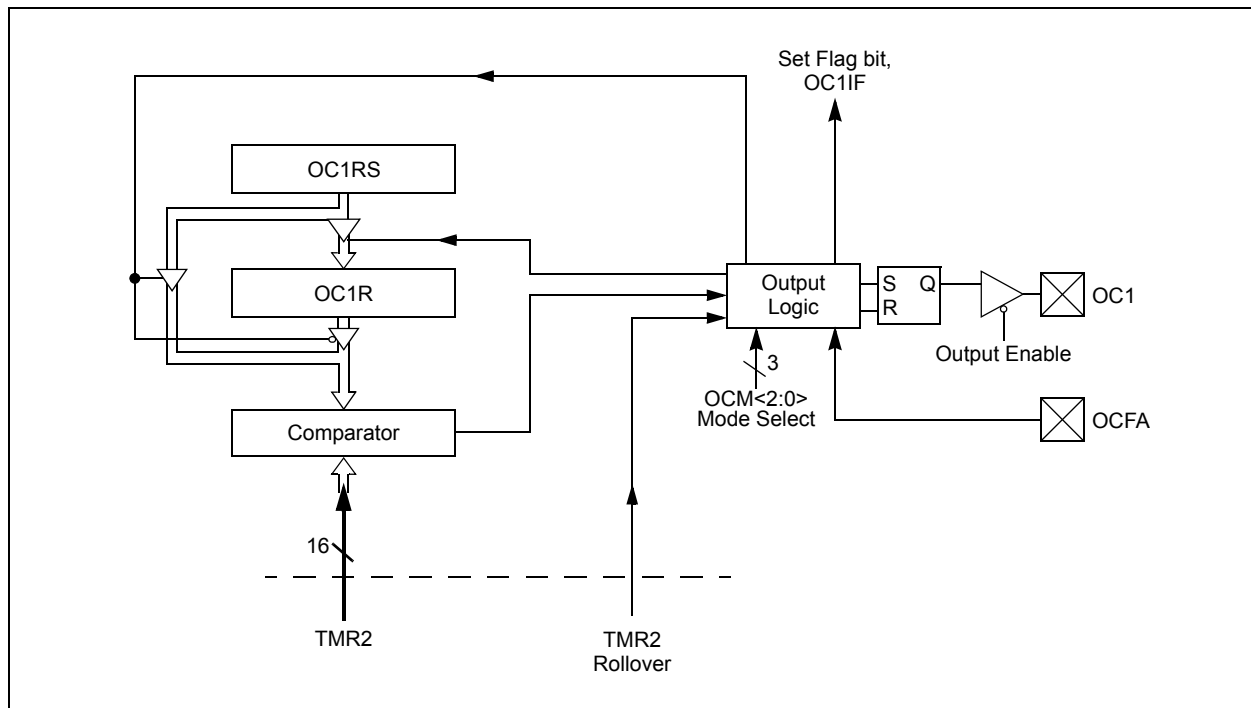 Set Flag bit,
OC1IF
OC1RS
OC1R
Output
Logic
S Q
R
OC1
Output Enable
3
OCM<2:0>
Mode Select
OCFA
Comparator
16
TMR2
TMR2
Rollover